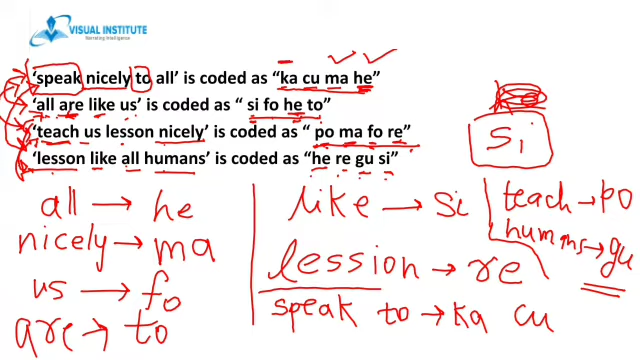 VISUAL INSTITUTE
Narrating Intelligence
'speak nicely to all' is coded as "ka cu ma he"
'all are like us' is coded as " si fo he to"
'teach us lesson nicely' is coded as " po ma fo re"
'lesson like all humans' is coded as "he re gu si"
si
all → he
nicely → ma
us → fo
are → to
like → si
lession → re
speak to → ka cu
teach → po
humans → gu